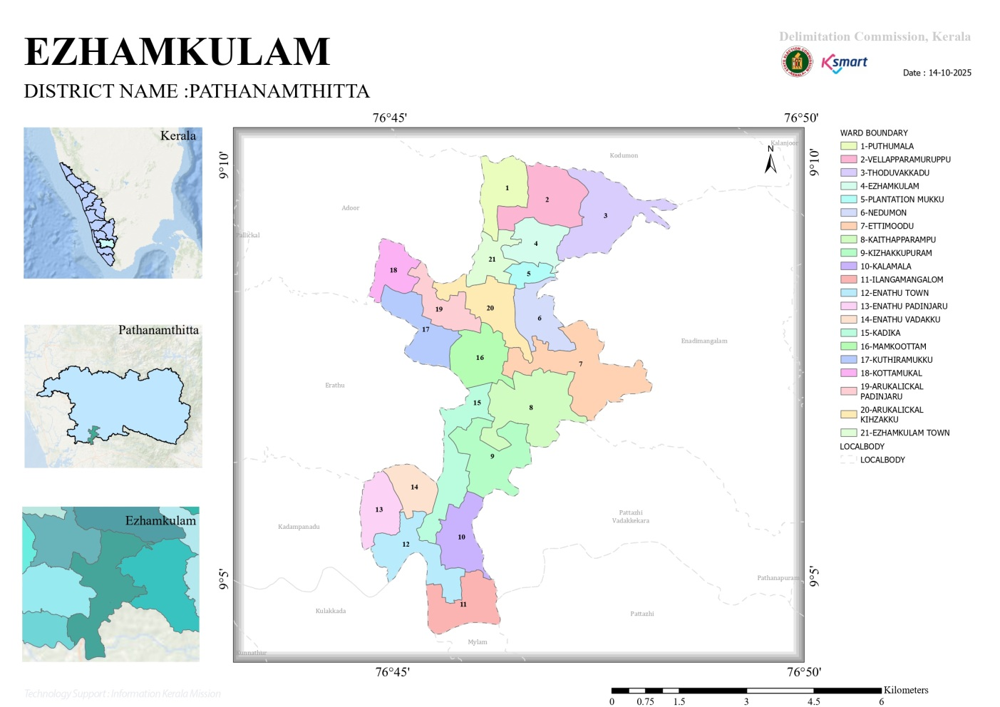 EZHAMKULAM
DISTRICT NAME :PATHANAMTHITTA
Delimitation Commission, Kerala
STATE ELECTION COMMISSION
KERALA
Ksmart
Date : 14-10-2025
Kerala
Pathanamthitta
Ezhamkulam
76°45'
76°50'
9°10'
9°10'
Kalanjoor
Kodumon
N
1
2
Adoor
3
Pallickal
4
21
18
5
20
19
6
17
Enadimangalam
16
7
Erathu
15
8
9
14
13
Pattazhi
Vadakkekara
Kadampanadu
10
12
9°5'
9°5'
Pathanapuram
11
Kulakkada
Pattazhi
Mylam
Kunnathur
76°45'
76°50'
WARD BOUNDARY
1-PUTHUMALA
2-VELLAPPARAMURUPPU
3-THODUVAKKADU
4-EZHAMKULAM
5-PLANTATION MUKKU
6-NEDUMON
7-ETTIMOODU
8-KAITHAPPARAMPU
9-KIZHAKKUPURAM
10-KALAMALA
11-ILANGAMANGALOM
12-ENATHU TOWN
13-ENATHU PADINJARU
14-ENATHU VADAKKU
15-KADIKA
16-MAMKOOTTAM
17-KUTHIRAMUKKU
18-KOTTAMUKAL
19-ARUKALICKAL
PADINJARU
20-ARUKALICKAL
KIHZAKKU
21-EZHAMKULAM TOWN
LOCALBODY
LOCALBODY
Technology Support : Information Kerala Mission
Kilometers
0 0.75 1.5 3 4.5 6